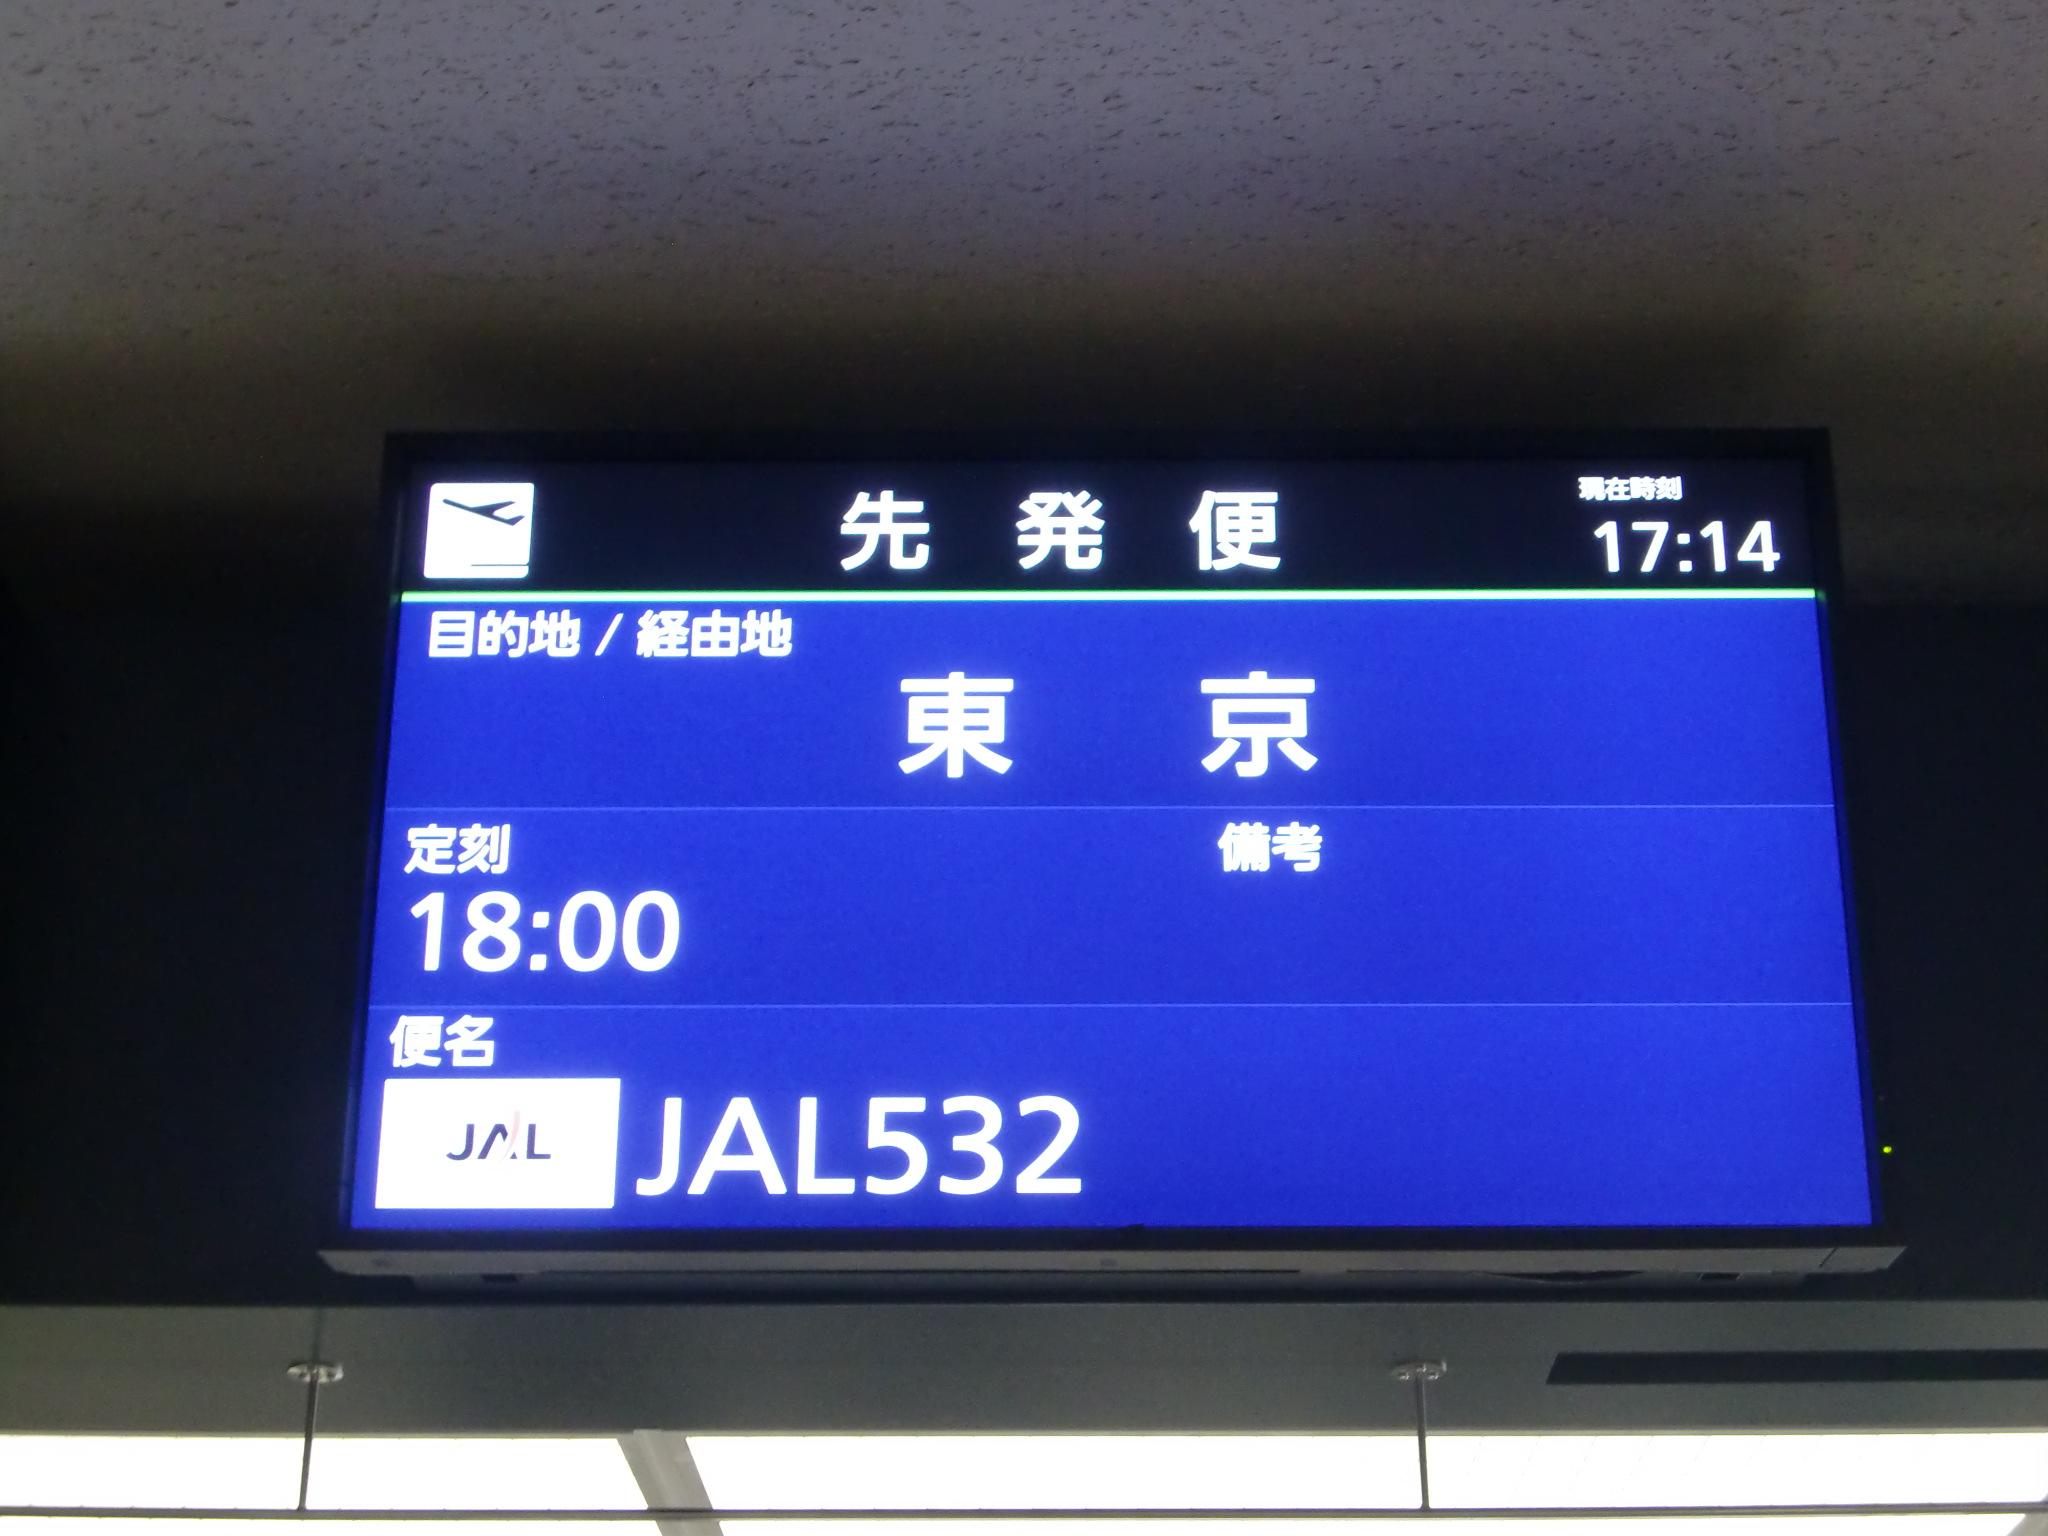 先発便
現在時刻
17:14
目的地 / 経由地
東京
定刻
備考
18:00
便名
JAL
JAL532